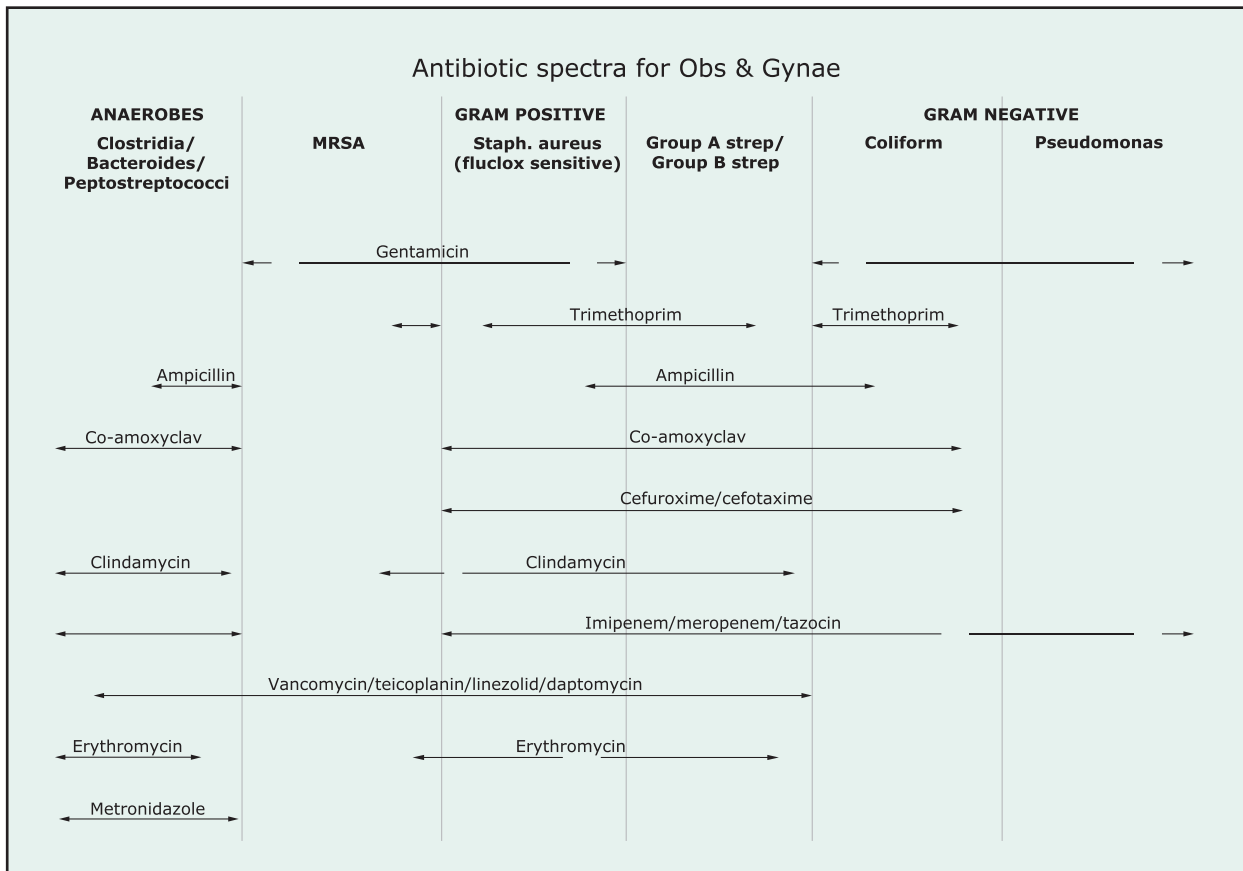 Antibiotic spectra for Obs & Gynae
ANAEROBES
GRAM POSITIVE
GRAM NEGATIVE
Clostridia/
Bacteroides/
Peptostreptococci
MRSA
Staph. aureus
(fluclox sensitive)
Group A strep/
Group B strep
Coliform
Pseudomonas
Gentamicin
Trimethoprim
Trimethoprim
Ampicillin
Ampicillin
Co-amoxyclav
Co-amoxyclav
Cefuroxime/cefotaxime
Clindamycin
Clindamycin
Imipenem/meropenem/tazocin
Vancomycin/teicoplanin/linezolid/daptomycin
Erythromycin
Erythromycin
Metronidazole